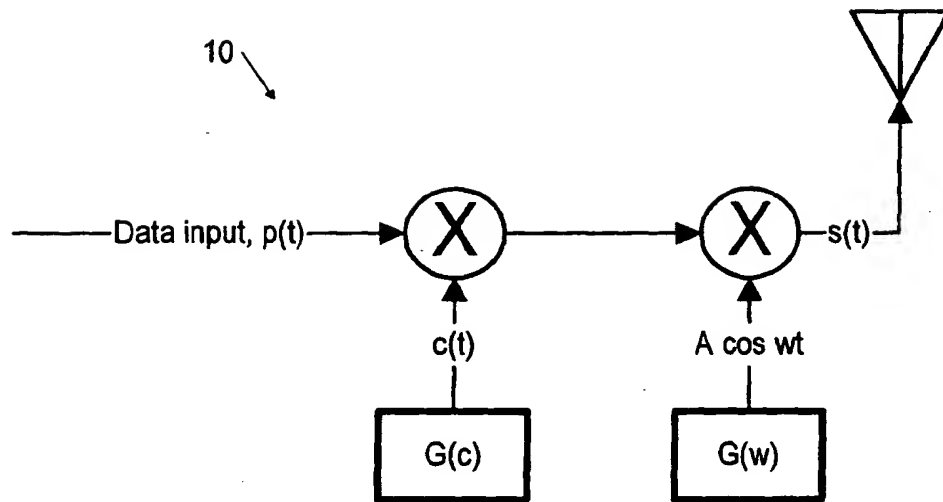 10
Data input, p(t)
X
X
s(t)
c(t)
A cos wt
G(c)
G(w)